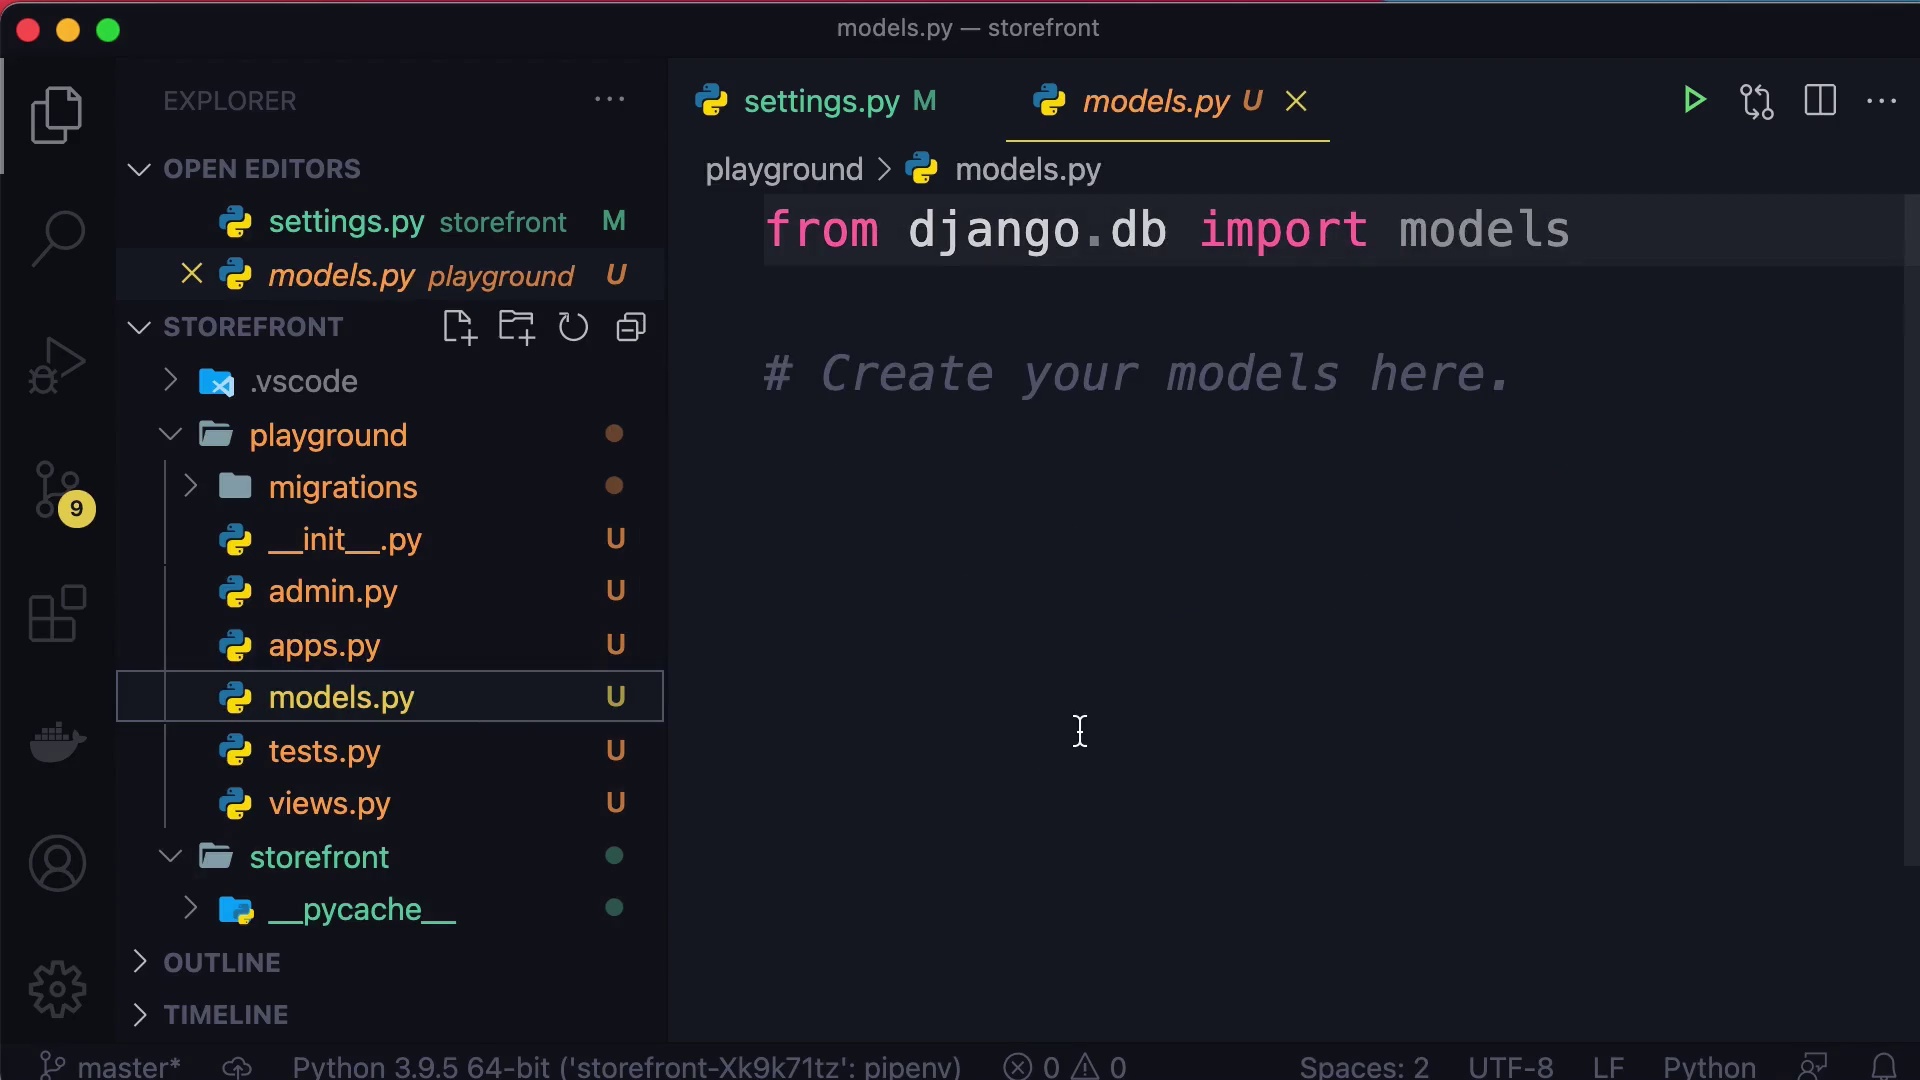 models.py — storefront
EXPLORER
OPEN EDITORS
settings.py storefront M
models.py playground U
STOREFRONT
.vscode
playground
migrations
__init__.py U
admin.py U
apps.py U
models.py U
tests.py U
views.py U
storefront
__pycache__
OUTLINE
TIMELINE
9
settings.py M
models.py U
playground > models.py
from django.db import models
# Create your models here.
master* Python 3.9.5 64-bit ('storefront-Xk9k71tz': pipenv) 0 0 Spaces: 2 UTF-8 LF Python